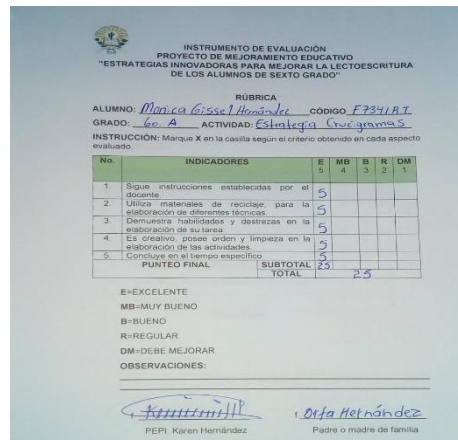 INSTRUMENTO DE EVALUACIÓN
PROYECTO DE MEJORAMIENTO EDUCATIVO
"ESTRATEGIAS INNOVADORAS PARA MEJORAR LA LECTOESCRITURA
DE LOS ALUMNOS DE SEXTO GRADO"
RÚBRICA
ALUMNO: Monica Gissel Hernández CÓDIGO F734IRI
GRADO: 6o. A ACTIVIDAD: Estrategia Crucigramas
INSTRUCCIÓN: Marque X en la casilla según el criterio obtenido en cada aspecto
evaluado.
No. INDICADORES E MB B R DM
5 4 3 2 1
1. Sigue instrucciones establecidas por el
docente. 5
2. Utiliza materiales de reciclaje, para la
elaboración de diferentes técnicas. 5
3. Demuestra habilidades y destrezas en la
elaboración de su tarea. 5
4. Es creativo, posee orden y limpieza en la
elaboración de las actividades. 5
5. Concluye en el tiempo específico 5
PUNTEO FINAL SUBTOTAL 25
TOTAL 25
E=EXCELENTE
MB=MUY BUENO
B=BUENO
R=REGULAR
DM=DEBE MEJORAR
OBSERVACIONES:
Orfa Hernández
PEPI. Karen Hernández Padre o madre de familia